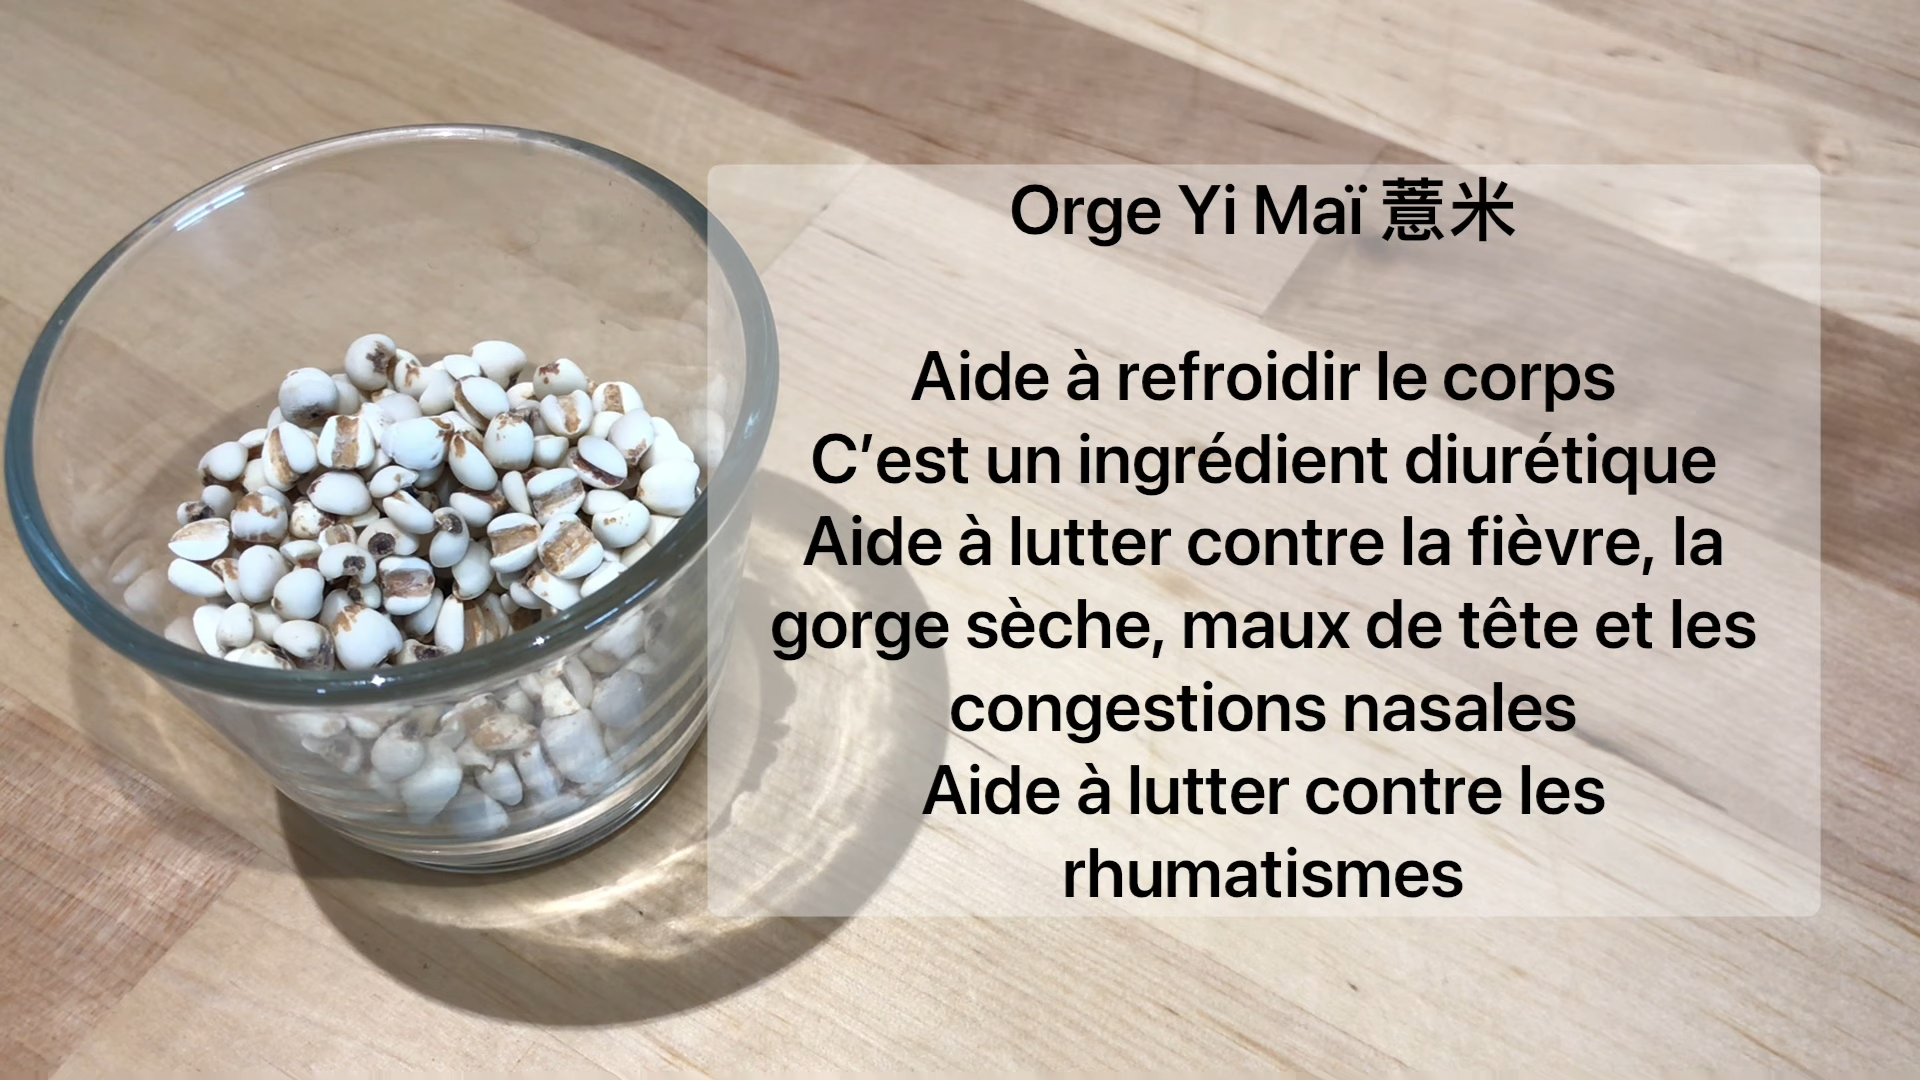 Orge Yi Maï 薏米
Aide à refroidir le corps
C’est un ingrédient diurétique
Aide à lutter contre la fièvre, la
gorge sèche, maux de tête et les
congestions nasales
Aide à lutter contre les
rhumatismes